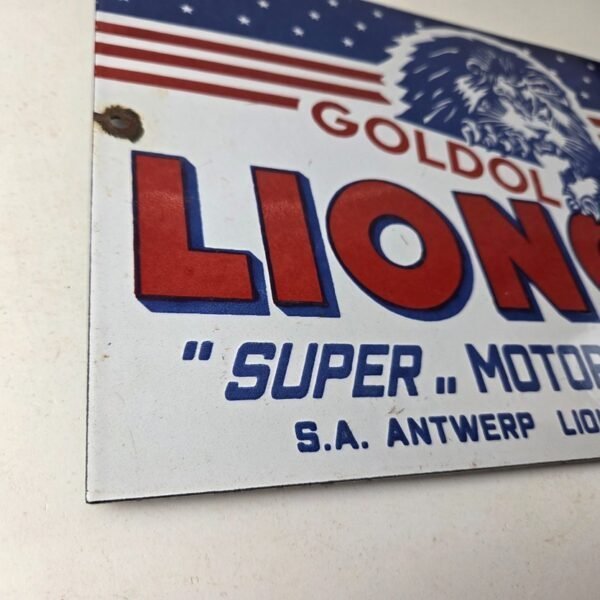 GOLDOL
LION
" SUPER „ MOTOR
S.A. ANTWERP